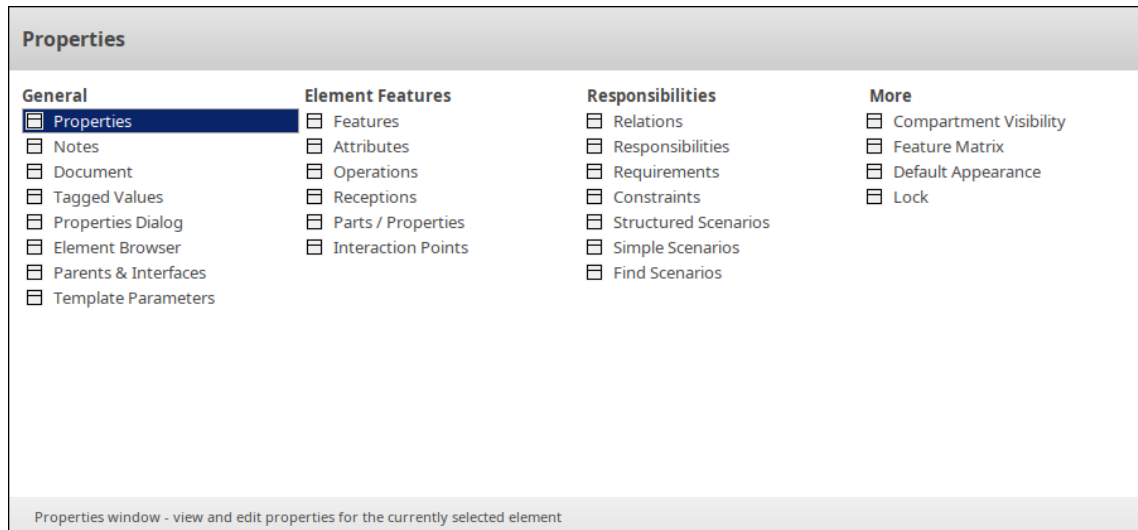 Properties
General
Properties
Notes
Document
Tagged Values
Properties Dialog
Element Browser
Parents & Interfaces
Template Parameters
Element Features
Features
Attributes
Operations
Receptions
Parts / Properties
Interaction Points
Responsibilities
Relations
Responsibilities
Requirements
Constraints
Structured Scenarios
Simple Scenarios
Find Scenarios
More
Compartment Visibility
Feature Matrix
Default Appearance
Lock
Properties window - view and edit properties for the currently selected element